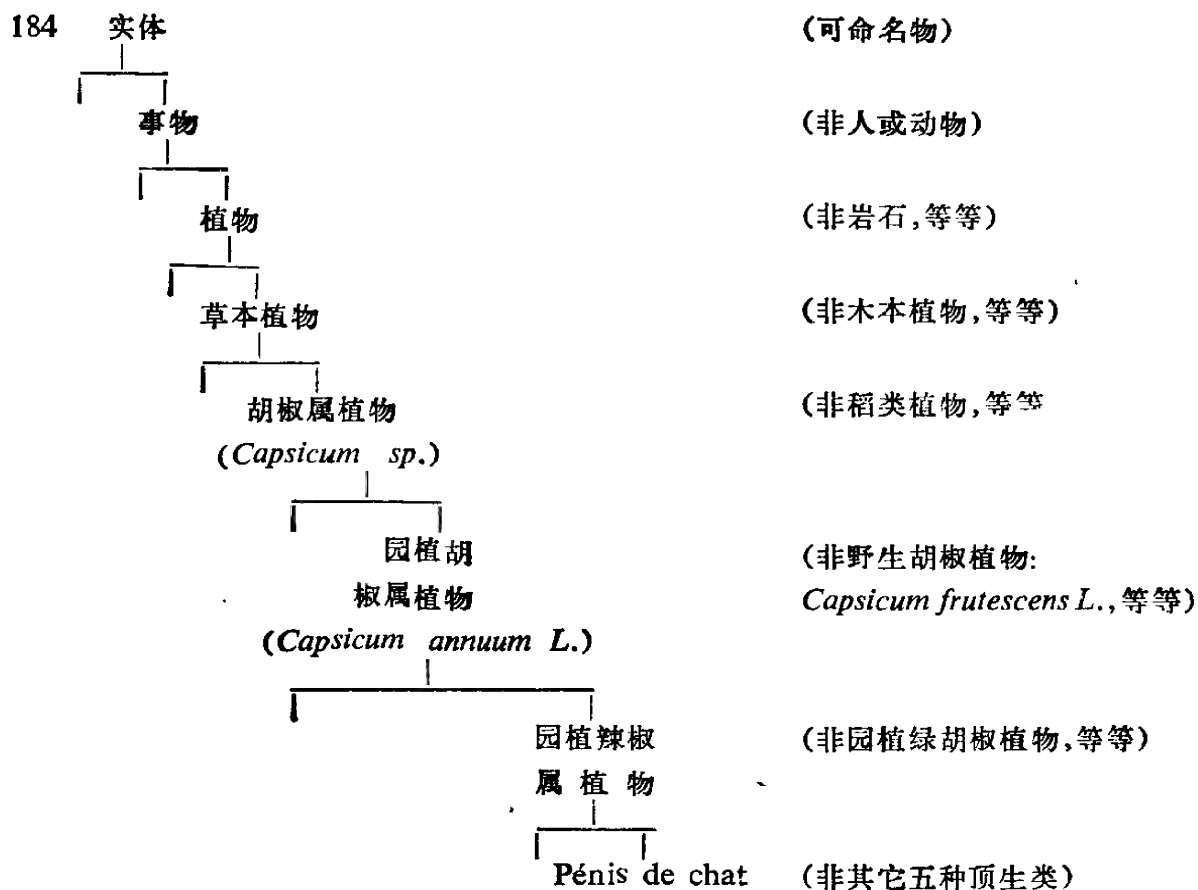 184 实体 (可命名物)
事物 (非人或动物)
植物 (非岩石,等等)
草本植物 (非木本植物,等等)
胡椒属植物 (非稻类植物,等等
(Capsicum sp.)
园植胡 (非野生胡椒植物:
椒属植物 Capsicum frutescens L.,等等)
(Capsicum annuum L.)
园植辣椒 (非园植绿胡椒植物,等等)
属植物
Pénis de chat (非其它五种顶生类)